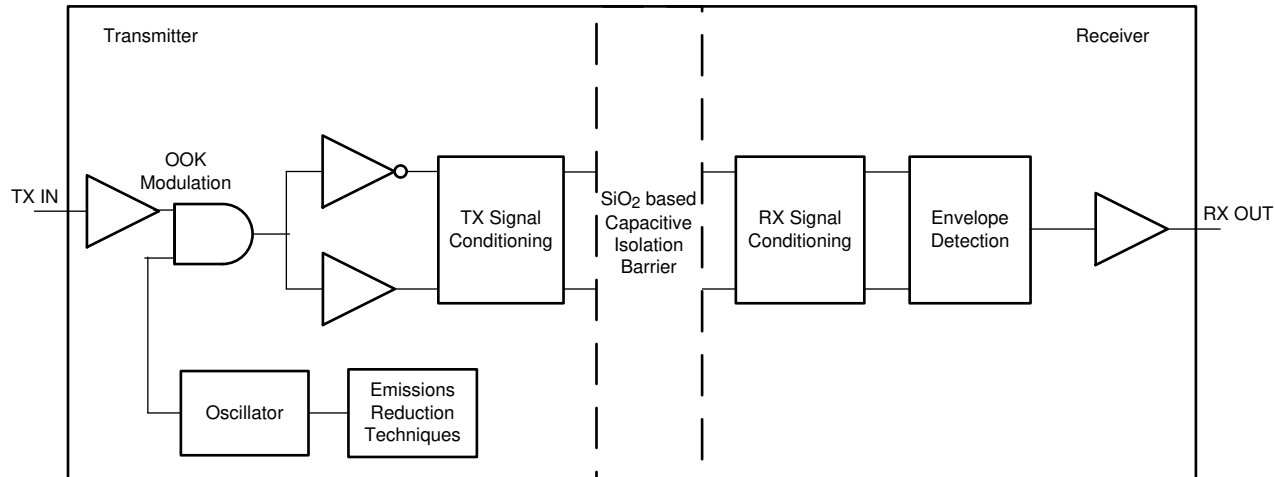 Transmitter
Receiver
OOK
Modulation
TX IN
TX Signal
Conditioning
SiO2 based
Capacitive
Isolation
Barrier
RX Signal
Conditioning
Envelope
Detection
RX OUT
Oscillator
Emissions
Reduction
Techniques